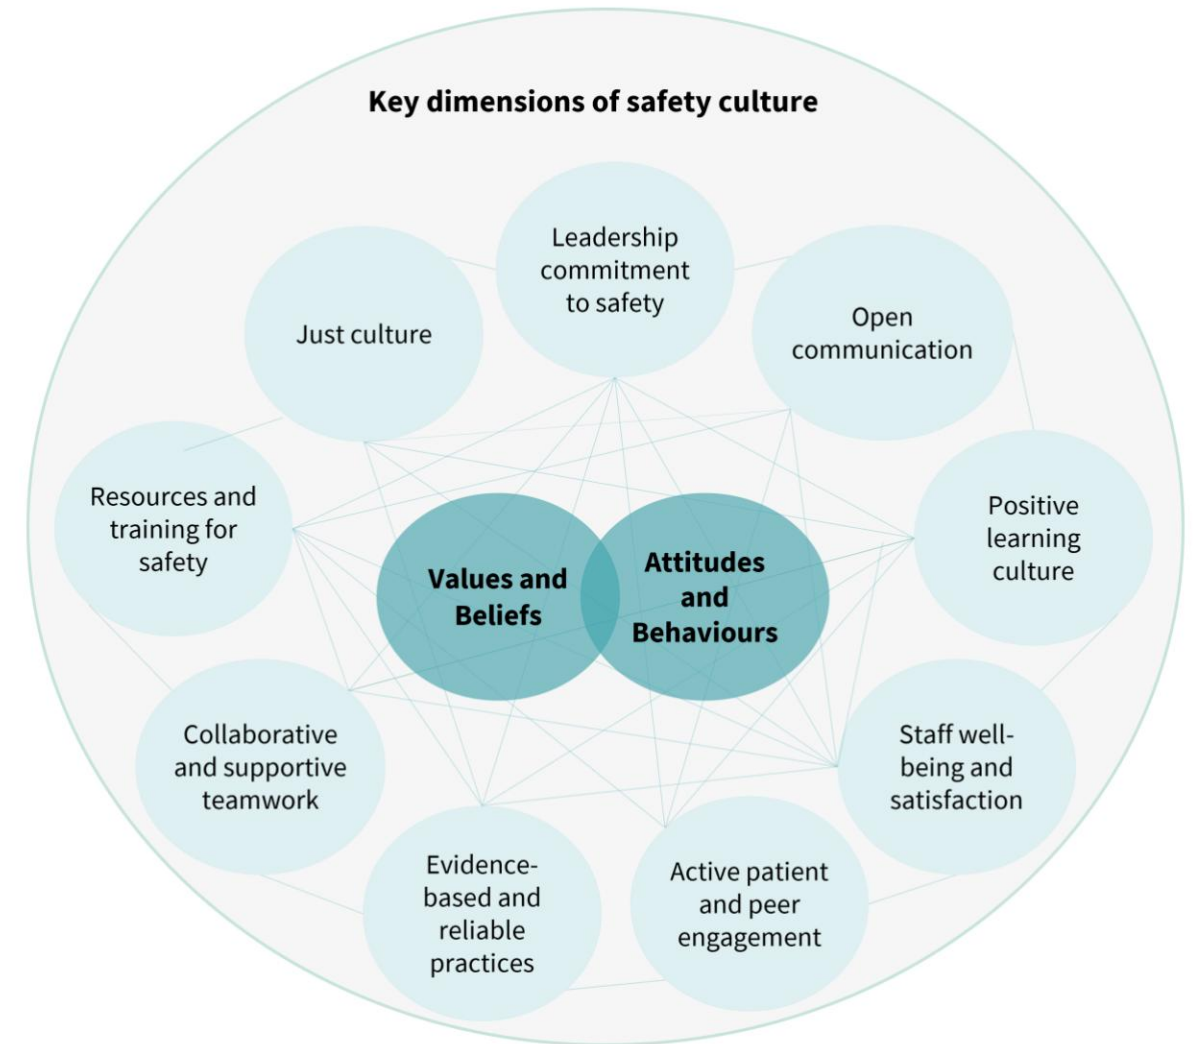 Key dimensions of safety culture
Leadership
commitment
to safety
Open
communication
Positive
learning
culture
Staff well-
being and
satisfaction
Active patient
and peer
engagement
Evidence-
based and
reliable
practices
Collaborative
and supportive
teamwork
Resources and
training for
safety
Just culture
Values and
Beliefs
Attitudes
and
Behaviours